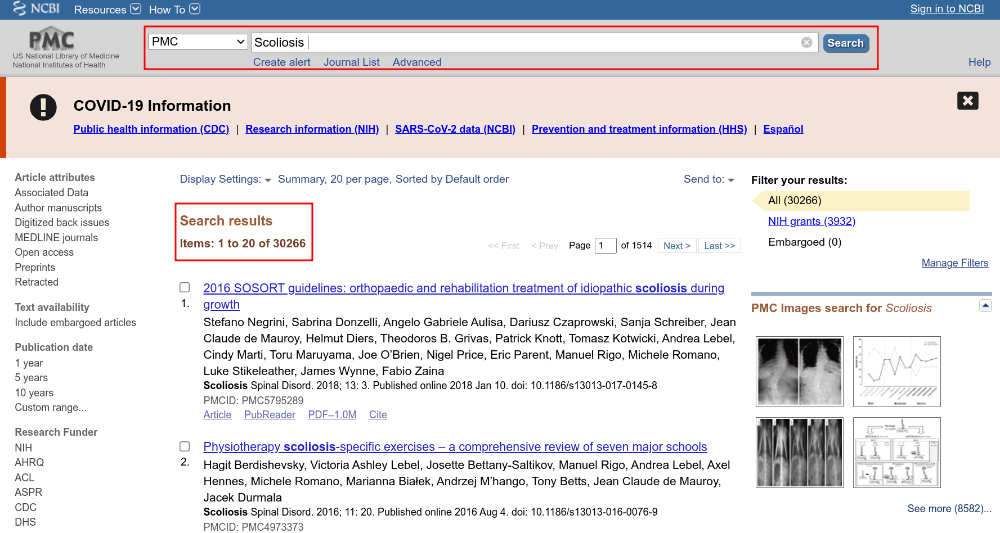 NCBI Resources How To Sign in to NCBI
PMC
US National Library of Medicine
National Institutes of Health
PMC Scoliosis Search
Create alert Journal List Advanced
Help
COVID-19 Information
Public health information (CDC) | Research information (NIH) | SARS-CoV-2 data (NCBI) | Prevention and treatment information (HHS) | Español
Article attributes
Associated Data
Author manuscripts
Digitized back issues
MEDLINE journals
Open access
Preprints
Retracted
Text availability
Include embargoed articles
Publication date
1 year
5 years
10 years
Custom range...
Research Funder
NIH
AHRQ
ACL
ASPR
CDC
DHS
Display Settings: Summary, 20 per page, Sorted by Default order Send to:
Search results
Items: 1 to 20 of 30266
<< First < Prev Page 1 of 1514 Next > Last >>
1.
2016 SOSORT guidelines: orthopaedic and rehabilitation treatment of idiopathic scoliosis during
growth
Stefano Negrini, Sabrina Donzelli, Angelo Gabriele Aulisa, Dariusz Czaprowski, Sanja Schreiber, Jean
Claude de Mauroy, Helmut Diers, Theodoros B. Grivas, Patrick Knott, Tomasz Kotwicki, Andrea Lebel,
Cindy Marti, Toru Maruyama, Joe O’Brien, Nigel Price, Eric Parent, Manuel Rigo, Michele Romano,
Luke Stikeleather, James Wynne, Fabio Zaina
Scoliosis Spinal Disord. 2018; 13: 3. Published online 2018 Jan 10. doi: 10.1186/s13013-017-0145-8
PMCID: PMC5795289
Article PubReader PDF–1.0M Cite
2.
Physiotherapy scoliosis-specific exercises – a comprehensive review of seven major schools
Hagit Berdishevsky, Victoria Ashley Lebel, Josette Bettany-Saltikov, Manuel Rigo, Andrea Lebel, Axel
Hennes, Michele Romano, Marianna Białek, Andrzej M’hango, Tony Betts, Jean Claude de Mauroy,
Jacek Durmala
Scoliosis Spinal Disord. 2016; 11: 20. Published online 2016 Aug 4. doi: 10.1186/s13013-016-0076-9
PMCID: PMC4973373
Filter your results:
All (30266)
NIH grants (3932)
Embargoed (0)
Manage Filters
PMC Images search for Scoliosis
See more (8582)...